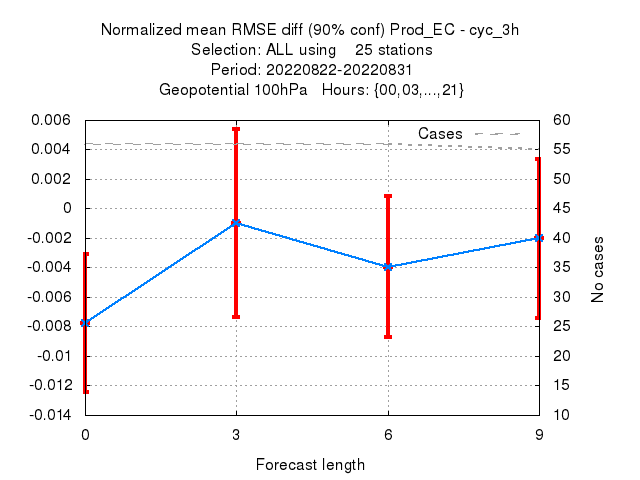 Normalized mean RMSE diff (90% conf) Prod_EC - cyc_3h
Selection: ALL using 25 stations
Period: 20220822-20220831
Geopotential 100hPa Hours: {00,03,...,21}
0.006
0.004
0.002
0
-0.002
-0.004
-0.006
-0.008
-0.01
-0.012
-0.014
Cases
60
55
50
45
40
35
30
25
20
15
10
No cases
0 3 6 9
Forecast length